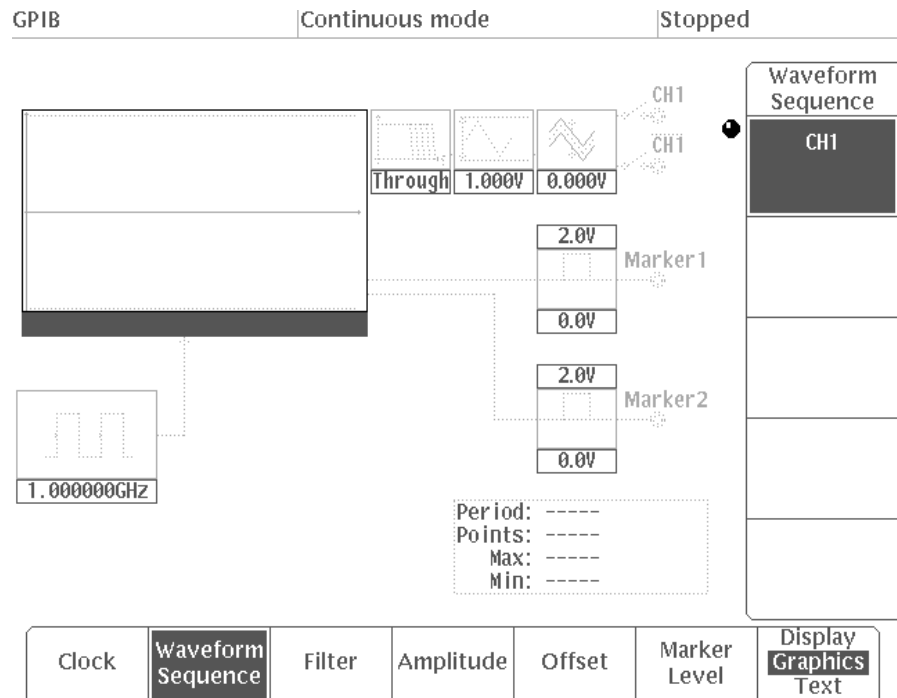 GPIB
Continuous mode
Stopped
Waveform
Sequence
CH1
CH1
CH1
Through
1.000V
0.000V
2.0V
Marker1
0.0V
2.0V
Marker2
0.0V
1.000000GHz
Period: -----
Points: -----
Max: -----
Min: -----
Clock
Waveform
Sequence
Filter
Amplitude
Offset
Marker
Level
Display
Graphics
Text